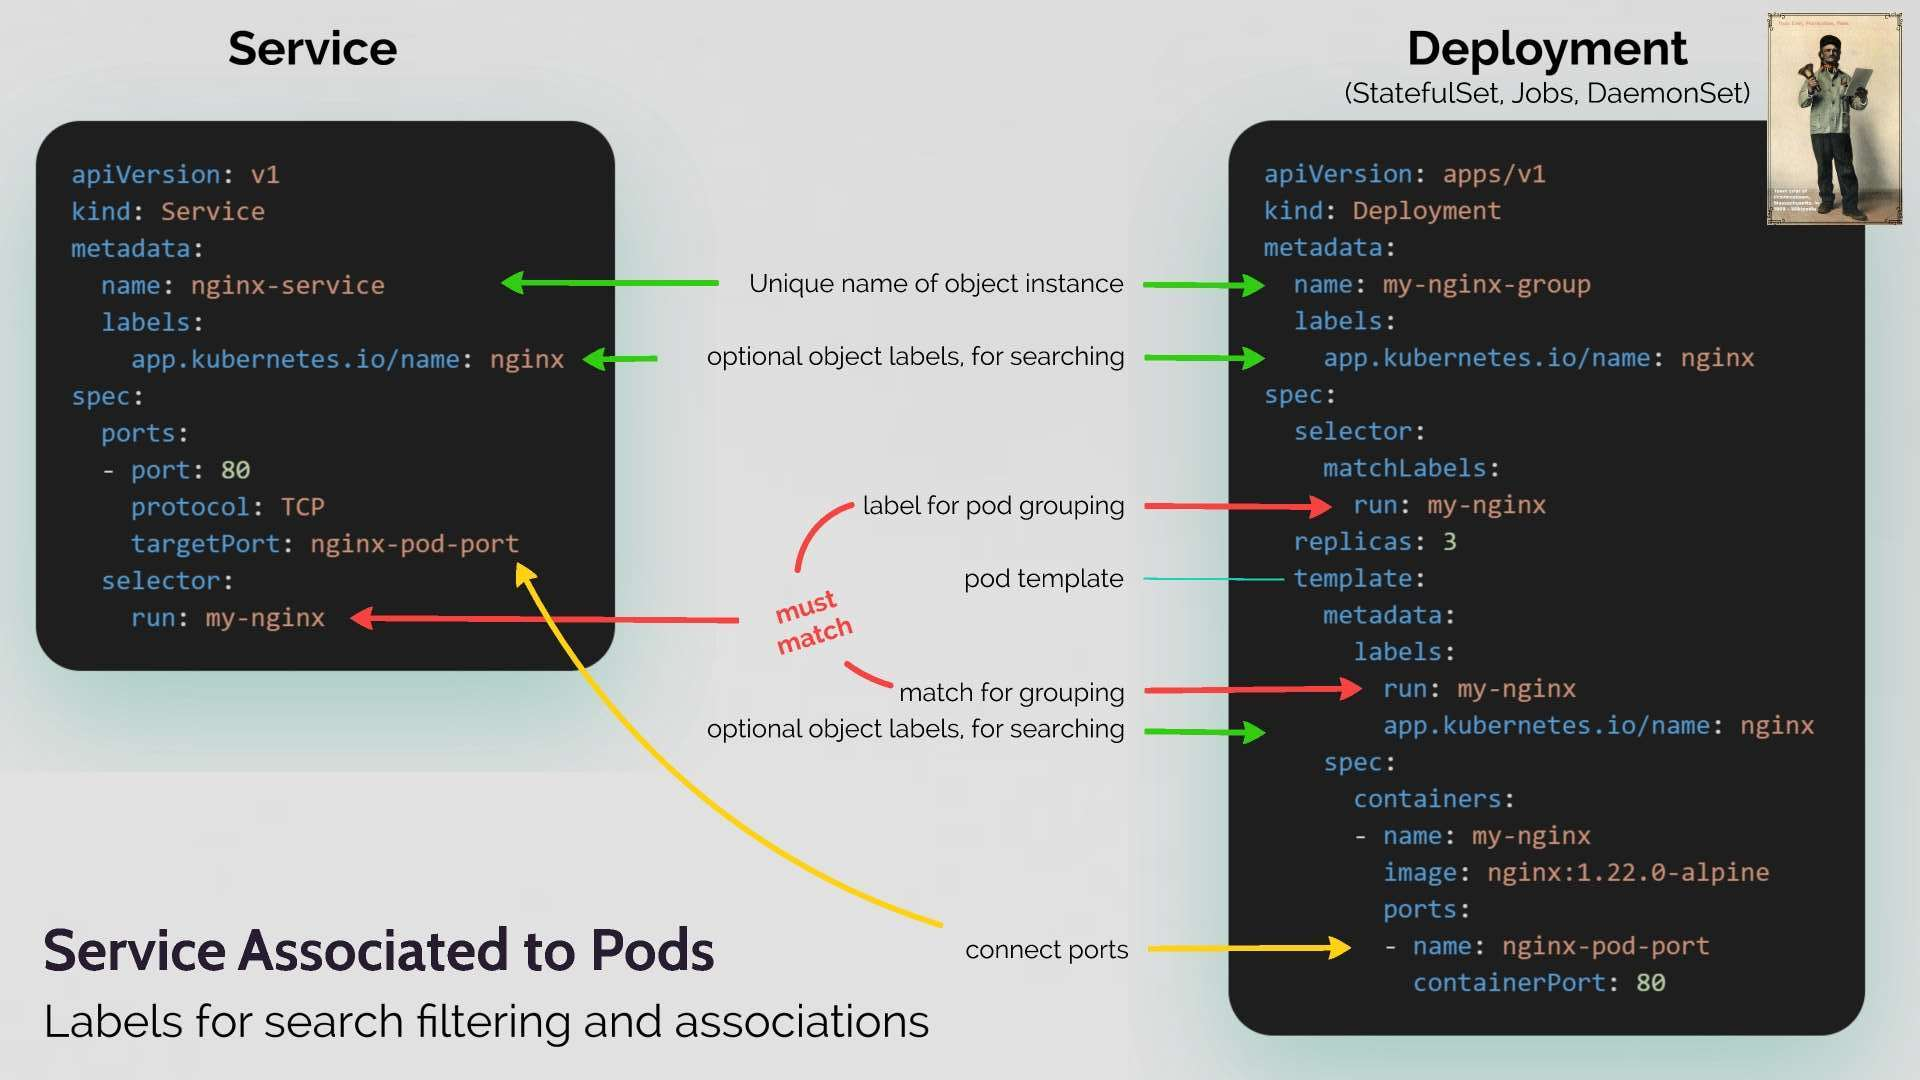 Service
apiVersion: v1
kind: Service
metadata:
  name: nginx-service
  labels:
    app.kubernetes.io/name: nginx
spec:
  ports:
  - port: 80
    protocol: TCP
    targetPort: nginx-pod-port
  selector:
    run: my-nginx
Unique name of object instance
optional object labels, for searching
label for pod grouping
pod template
must
match
match for grouping
optional object labels, for searching
connect ports
Deployment
(StatefulSet, Jobs, DaemonSet)
apiVersion: apps/v1
kind: Deployment
metadata:
  name: my-nginx-group
  labels:
    app.kubernetes.io/name: nginx
spec:
  selector:
    matchLabels:
      run: my-nginx
  replicas: 3
  template:
    metadata:
      labels:
        run: my-nginx
        app.kubernetes.io/name: nginx
    spec:
      containers:
      - name: my-nginx
        image: nginx:1.22.0-alpine
        ports:
        - name: nginx-pod-port
          containerPort: 80
Service Associated to Pods
Labels for search filtering and associations